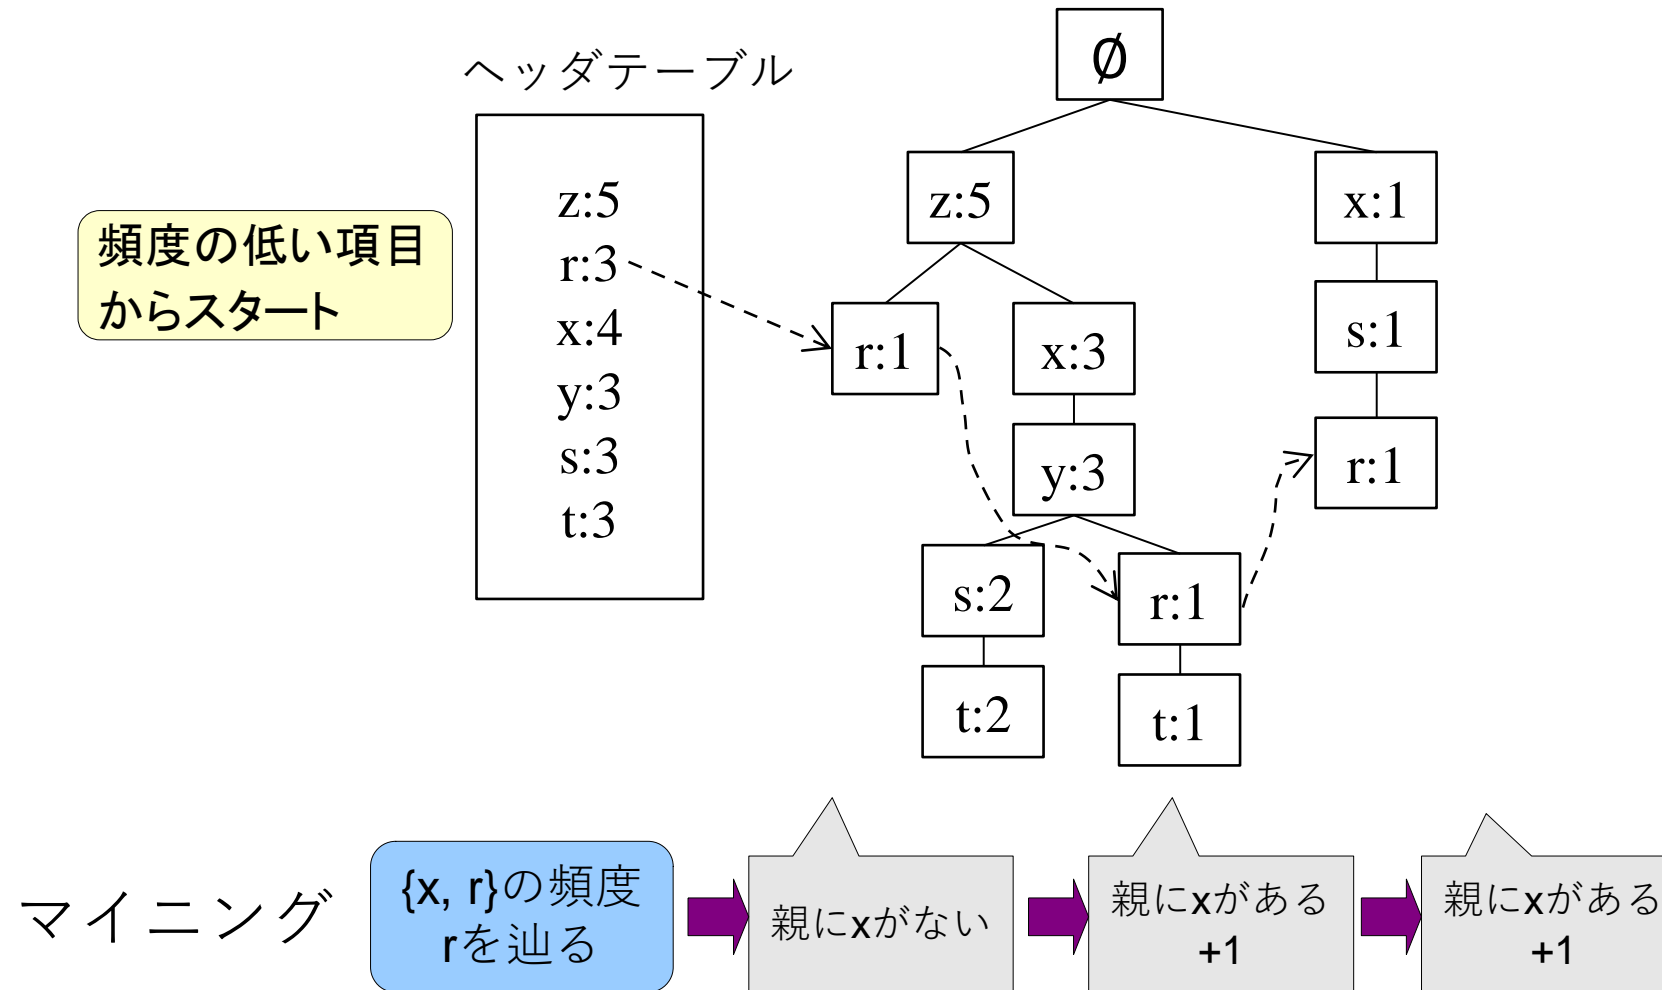 ヘッダテーブル
z:5
r:3
x:4
y:3
s:3
t:3
頻度の低い項目
からスタート
Ø
z:5
x:1
r:1
x:3
s:1
y:3
r:1
s:2
r:1
t:2
t:1
マイニング
{x, r}の頻度
rを辿る
親にxがない
親にxがある
+1
親にxがある
+1